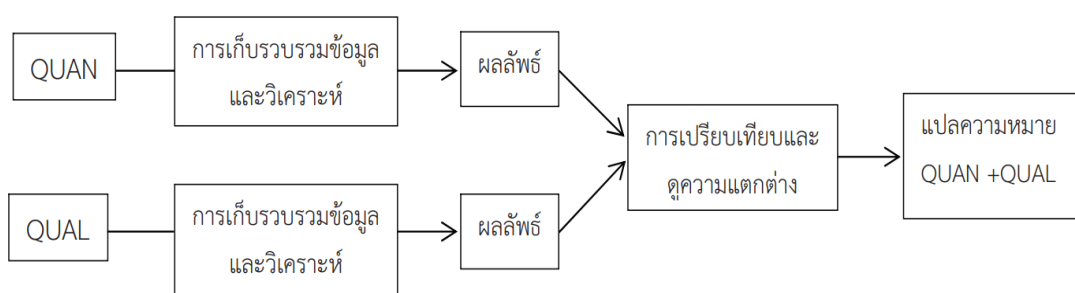 QUAN
การเก็บรวบรวมข้อมูล
และวิเคราะห์
ผลลัพธ์
QUAL
การเก็บรวบรวมข้อมูล
และวิเคราะห์
ผลลัพธ์
การเปรียบเทียบและ
ดูความแตกต่าง
แปลความหมาย
QUAN +QUAL